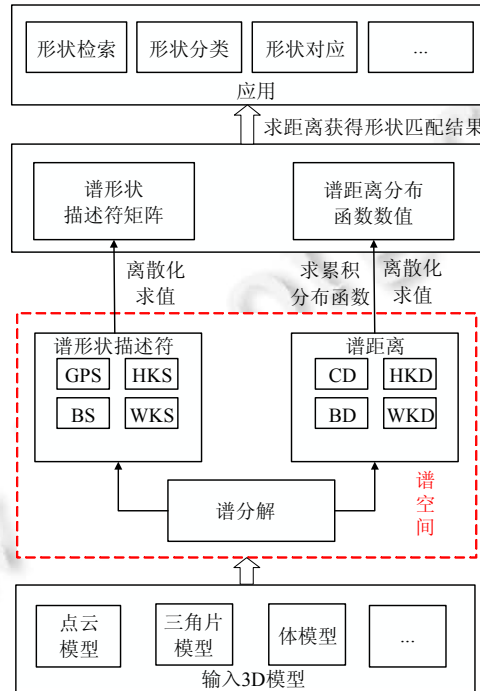 形状检索
形状分类
形状对应
...
应用
求距离获得形状匹配结果
谱形状
描述符矩阵
谱距离分布
函数数值
离散化
求值
求累积
分布函数
离散化
求值
谱形状描述符
GPS
HKS
BS
WKS
谱距离
CD
HKD
BD
WKD
谱分解
谱
空
间
点云
模型
三角片
模型
体模型
...
输入3D模型